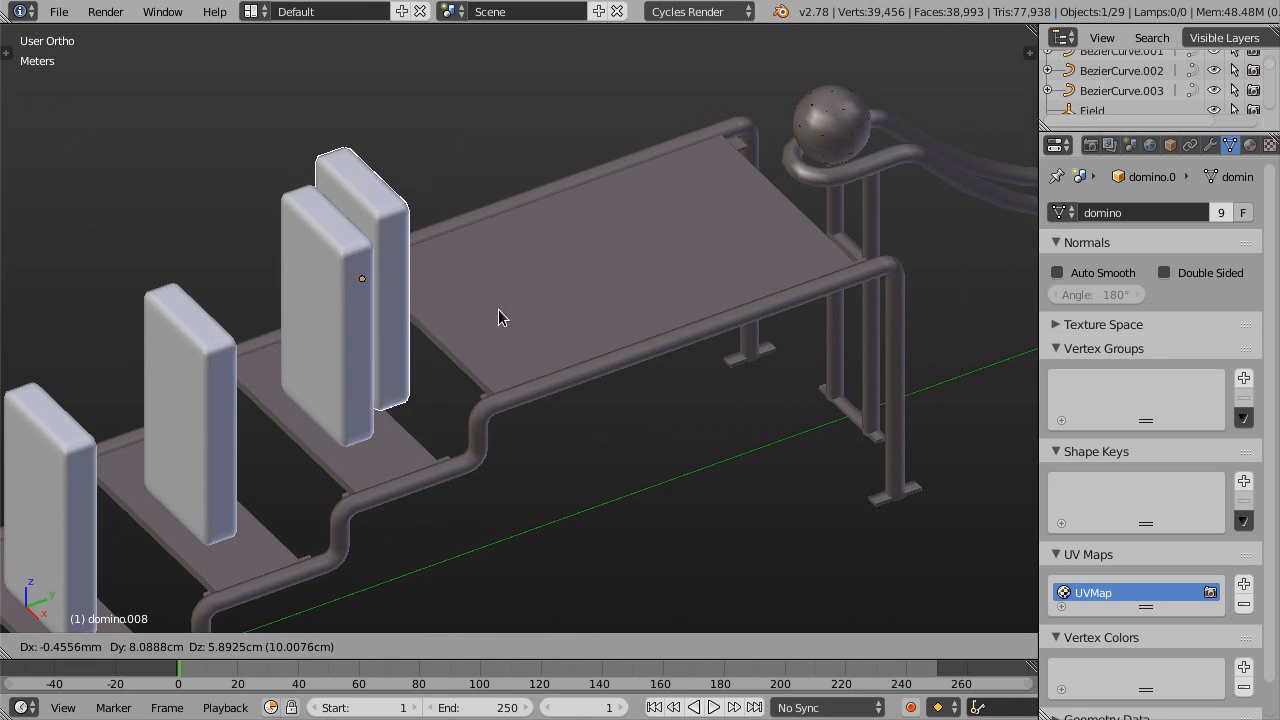 File Render Window Help Default Scene Cycles Render v2.78 | Verts:39,456 | Faces:38,993 | Tris:77,938 | Objects:1/29 | Lamps:0/0 | Mem:48.48M (0
User Ortho
Meters
View Search Visible Layers
BezierCurve.001
BezierCurve.002
BezierCurve.003
Field
domino.0 domin
domino 9 F
Normals
Auto Smooth Double Sided
Angle: 180°
Texture Space
Vertex Groups
Shape Keys
UV Maps
UVMap
Vertex Colors
Geometry Data
z
y
x
(1) domino.008
Dx: -0.4556mm Dy: 8.0888cm Dz: 5.8925cm (10.0076cm)
-40 -20 0 20 40 60 80 100 120 140 160 180 200 220 240 260
View Marker Frame Playback Start: 1 End: 250 1 No Sync